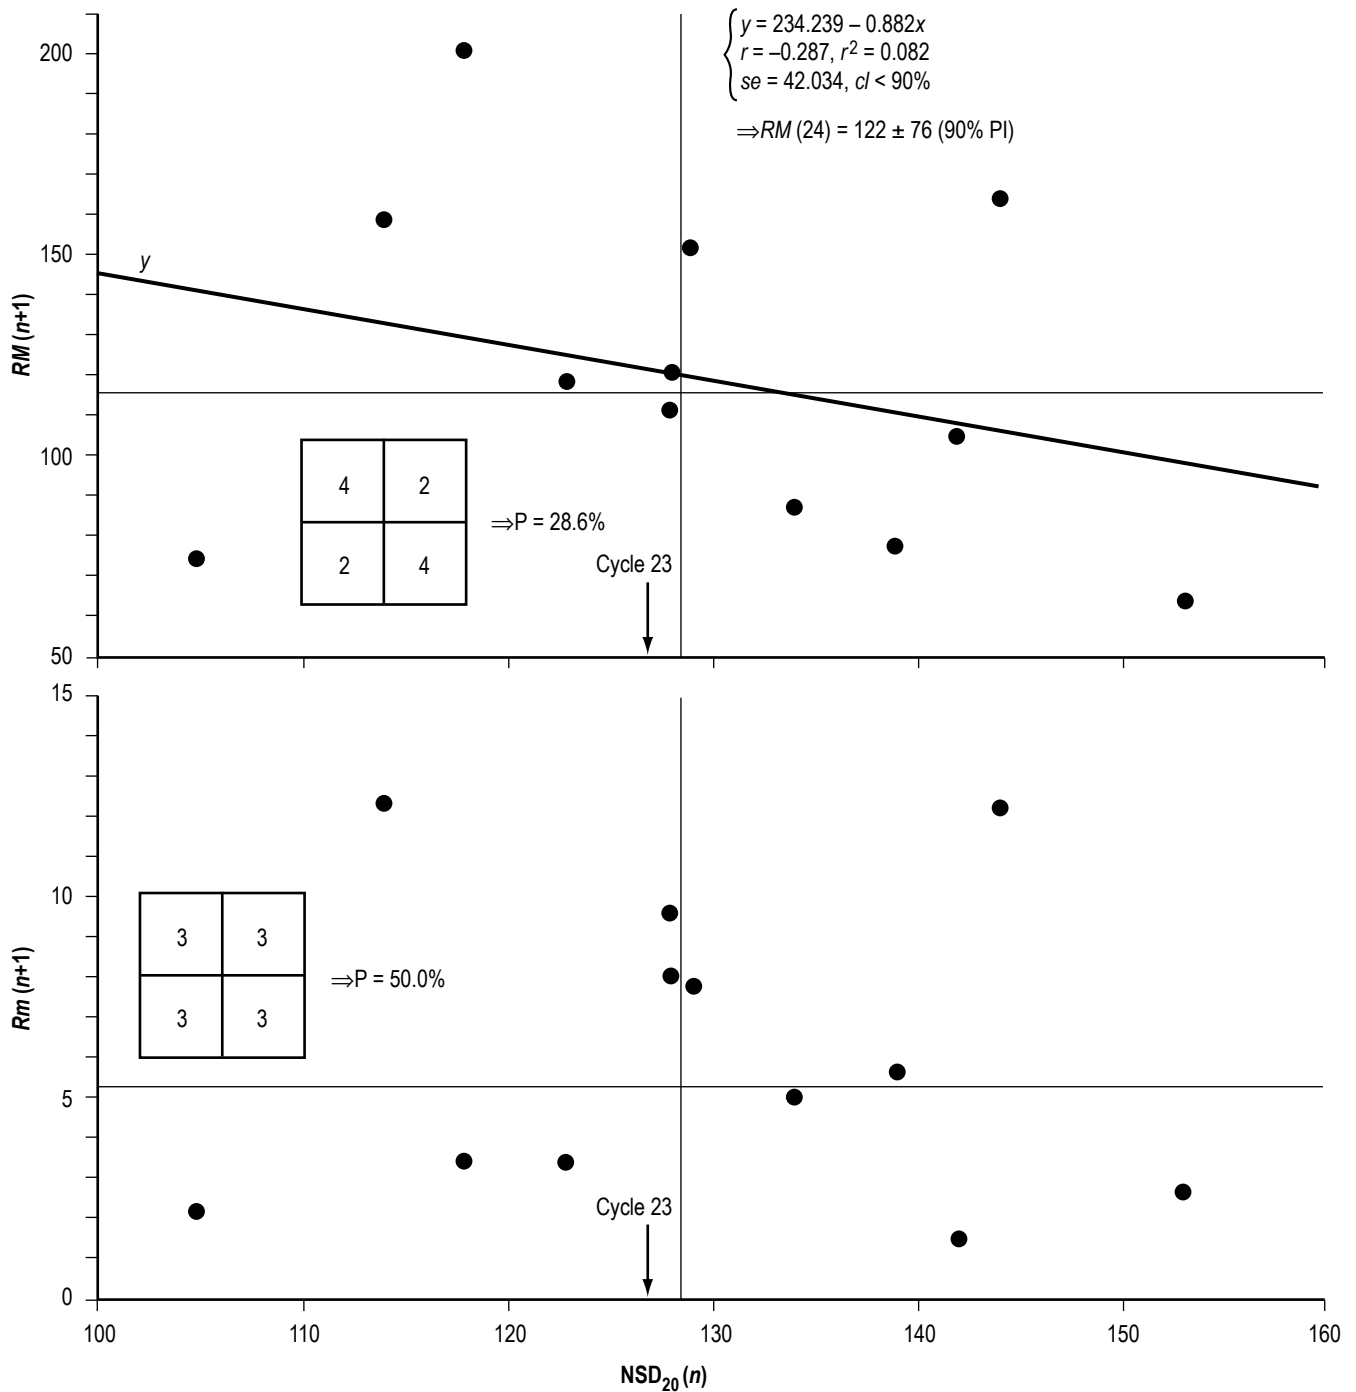 y = 234.239 – 0.882x
r = –0.287, r² = 0.082
se = 42.034, cl < 90%
⇒RM (24) = 122 ± 76 (90% PI)
200
150
100
50
RM (n+1)
y
4 2
2 4
⇒P = 28.6%
Cycle 23
15
10
5
0
Rm (n+1)
3 3
3 3
⇒P = 50.0%
Cycle 23
100 110 120 130 140 150 160
NSD₂₀ (n)